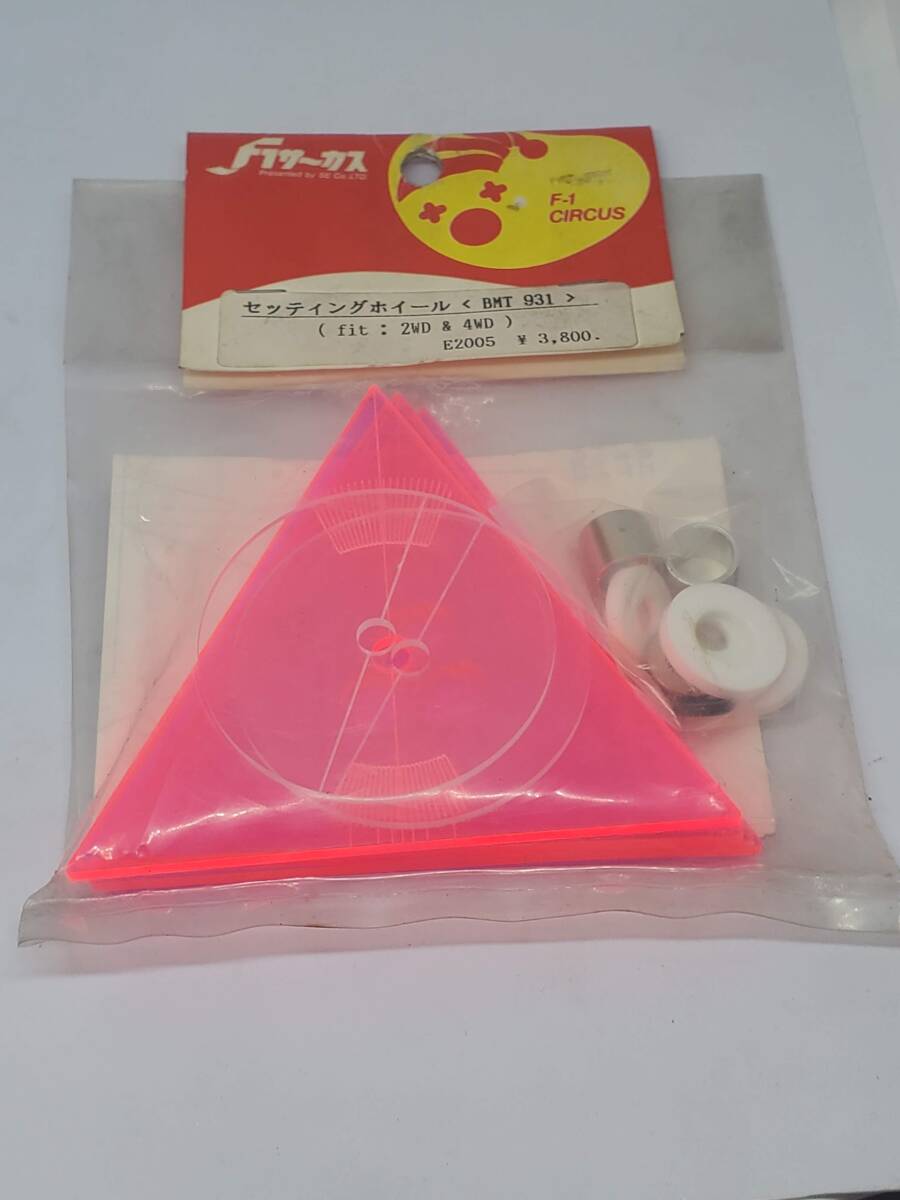 F1サーカス
Presented by SE Co LTD
F-1
CIRCUS
セッティングホイール < BMT 931 >
( fit : 2WD & 4WD )
E2005 ¥ 3,800.